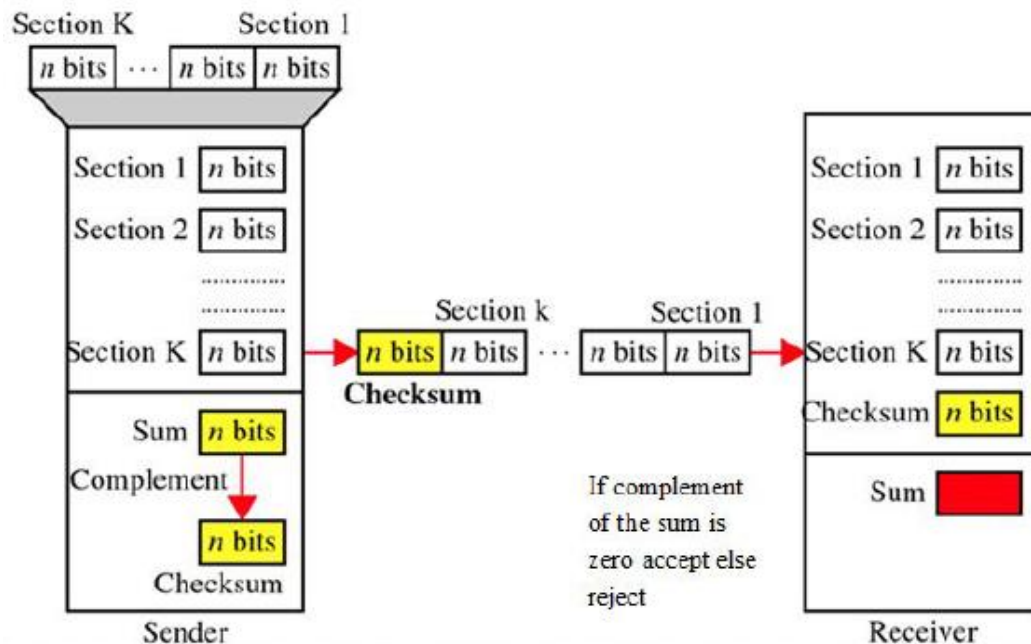 Section K Section 1
n bits ... n bits n bits
Section 1 n bits
Section 2 n bits
Section K n bits
Sum n bits
Complement
n bits
Checksum
Sender
Section k Section 1
n bits n bits ... n bits n bits
Checksum
If complement
of the sum is
zero accept else
reject
Section 1 n bits
Section 2 n bits
Section K n bits
Checksum n bits
Sum
Receiver